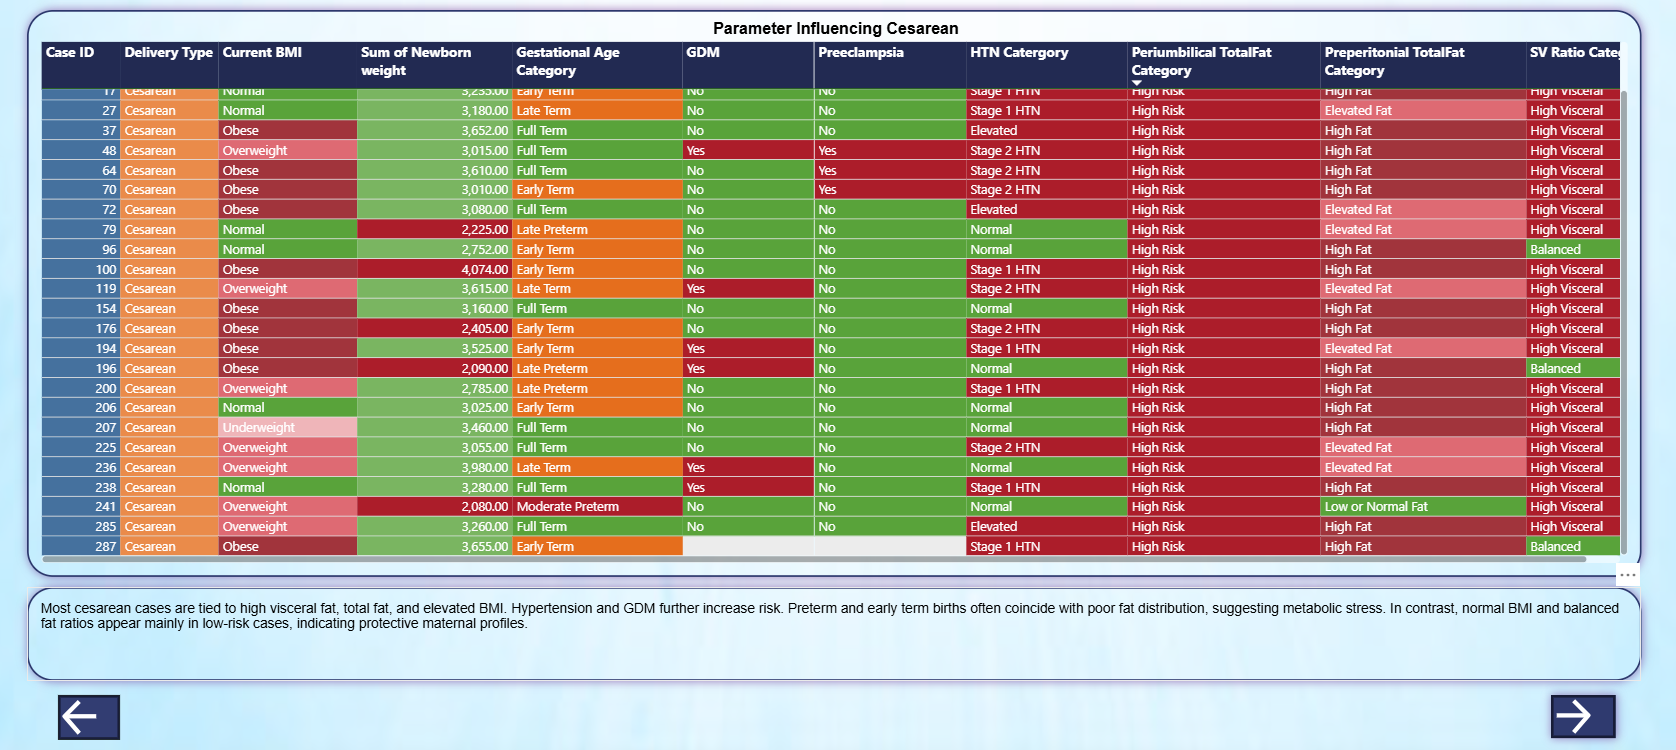 Parameter Influencing Cesarean
Case ID Delivery Type Current BMI Sum of Newborn weight Gestational Age Category GDM Preeclampsia HTN Catergory Periumbilical TotalFat Category Preperitonial TotalFat Category SV Ratio Categ
17 Cesarean Normal 3,235.00 Early Term No No Stage 1 HTN High Risk High Fat High Visceral
27 Cesarean Normal 3,180.00 Late Term No No Stage 1 HTN High Risk Elevated Fat High Visceral
37 Cesarean Obese 3,652.00 Full Term No No Elevated High Risk High Fat High Visceral
48 Cesarean Overweight 3,015.00 Full Term Yes Yes Stage 2 HTN High Risk High Fat High Visceral
64 Cesarean Obese 3,610.00 Full Term No Yes Stage 2 HTN High Risk High Fat High Visceral
70 Cesarean Obese 3,010.00 Early Term No Yes Stage 2 HTN High Risk High Fat High Visceral
72 Cesarean Obese 3,080.00 Full Term No No Elevated High Risk Elevated Fat High Visceral
79 Cesarean Normal 2,225.00 Late Preterm No No Normal High Risk Elevated Fat High Visceral
96 Cesarean Normal 2,752.00 Early Term No No Normal High Risk High Fat Balanced
100 Cesarean Obese 4,074.00 Early Term No No Stage 1 HTN High Risk High Fat High Visceral
119 Cesarean Overweight 3,615.00 Late Term Yes No Stage 2 HTN High Risk Elevated Fat High Visceral
154 Cesarean Obese 3,160.00 Full Term No No Normal High Risk High Fat High Visceral
176 Cesarean Obese 2,405.00 Early Term No No Stage 2 HTN High Risk High Fat High Visceral
194 Cesarean Obese 3,525.00 Early Term Yes No Stage 1 HTN High Risk Elevated Fat High Visceral
196 Cesarean Obese 2,090.00 Late Preterm Yes No Normal High Risk High Fat Balanced
200 Cesarean Overweight 2,785.00 Late Preterm No No Stage 1 HTN High Risk High Fat High Visceral
206 Cesarean Normal 3,025.00 Early Term No No Normal High Risk High Fat High Visceral
207 Cesarean Underweight 3,460.00 Full Term No No Normal High Risk High Fat High Visceral
225 Cesarean Overweight 3,055.00 Full Term No No Stage 2 HTN High Risk Elevated Fat High Visceral
236 Cesarean Overweight 3,980.00 Late Term Yes No Normal High Risk Elevated Fat High Visceral
238 Cesarean Normal 3,280.00 Full Term Yes No Stage 1 HTN High Risk High Fat High Visceral
241 Cesarean Overweight 2,080.00 Moderate Preterm No No Normal High Risk Low or Normal Fat High Visceral
285 Cesarean Overweight 3,260.00 Full Term No No Elevated High Risk High Fat High Visceral
287 Cesarean Obese 3,655.00 Early Term Stage 1 HTN High Risk High Fat Balanced
Most cesarean cases are tied to high visceral fat, total fat, and elevated BMI. Hypertension and GDM further increase risk. Preterm and early term births often coincide with poor fat distribution, suggesting metabolic stress. In contrast, normal BMI and balanced
fat ratios appear mainly in low-risk cases, indicating protective maternal profiles.